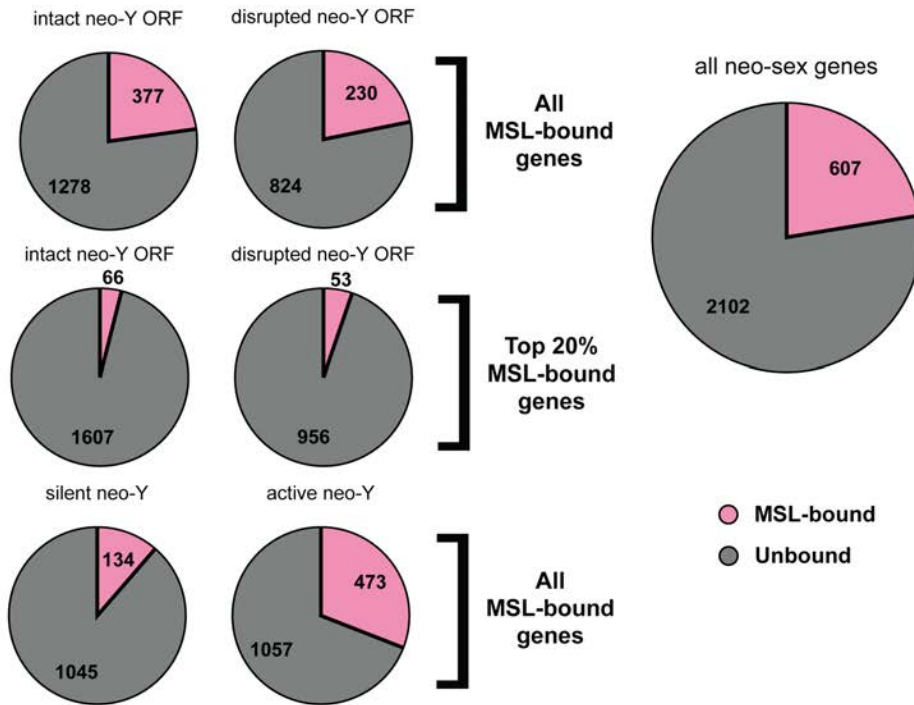 intact neo-Y ORF
disrupted neo-Y ORF
377
1278
230
824
All
MSL-bound
genes
all neo-sex genes
607
2102
intact neo-Y ORF
disrupted neo-Y ORF
66
1607
53
956
Top 20%
MSL-bound
genes
silent neo-Y
active neo-Y
134
1045
473
1057
All
MSL-bound
genes
MSL-bound
Unbound